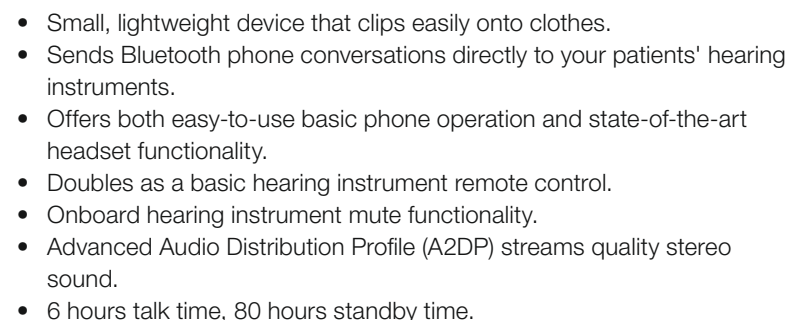 • Small, lightweight device that clips easily onto clothes.
• Sends Bluetooth phone conversations directly to your patients' hearing
instruments.
• Offers both easy-to-use basic phone operation and state-of-the-art
headset functionality.
• Doubles as a basic hearing instrument remote control.
• Onboard hearing instrument mute functionality.
• Advanced Audio Distribution Profile (A2DP) streams quality stereo
sound.
• 6 hours talk time, 80 hours standby time.